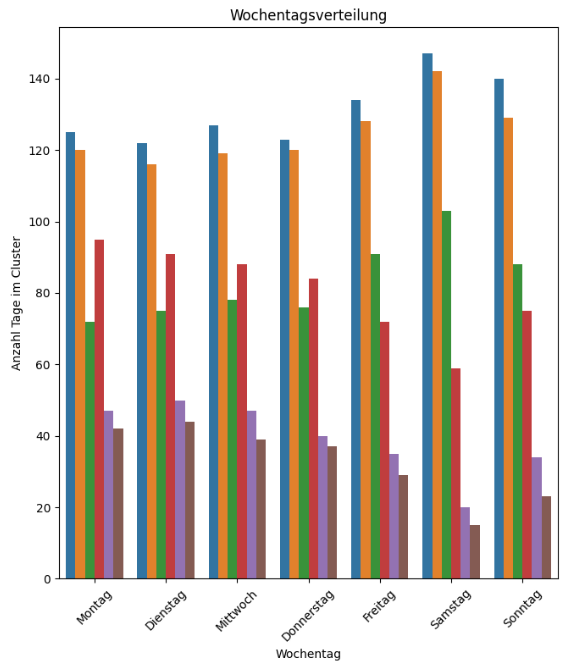 Wochentagsverteilung
Anzahl Tage im Cluster
140
120
100
80
60
40
20
0
Montag
Dienstag
Mittwoch
Donnerstag
Freitag
Samstag
Sonntag
Wochentag